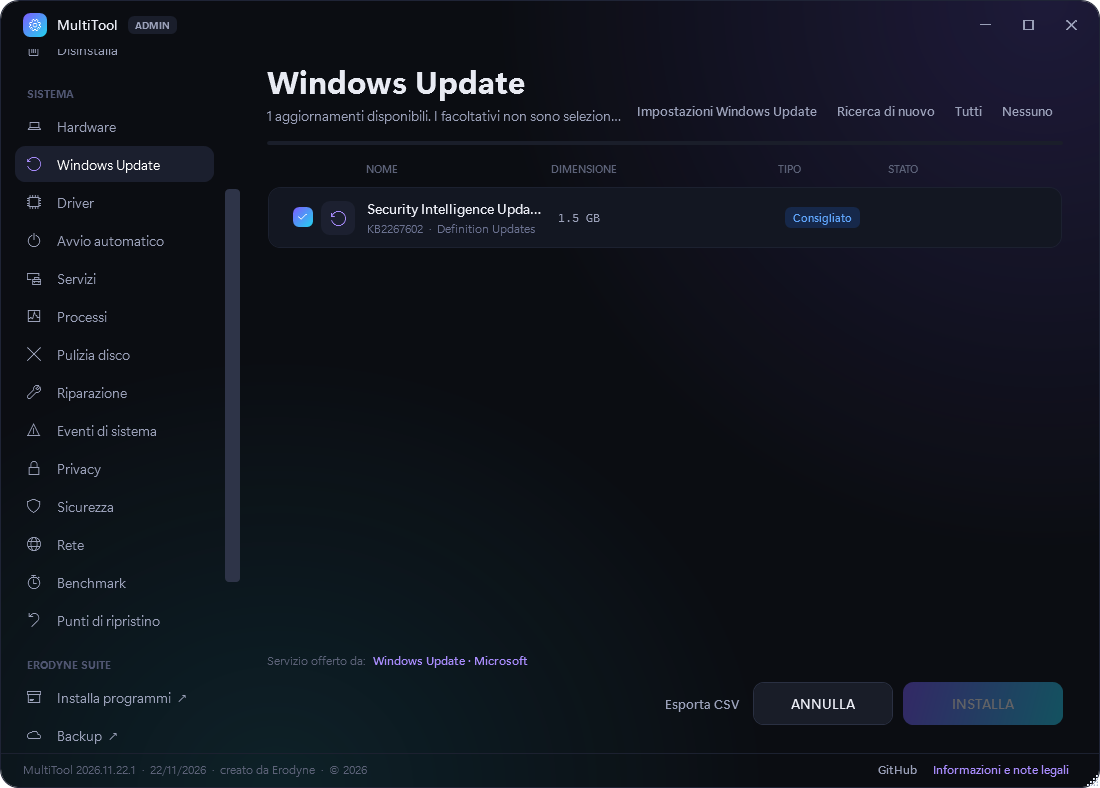 MultiTool ADMIN
Disinstalla
SISTEMA
Hardware
Windows Update
Driver
Avvio automatico
Servizi
Processi
Pulizia disco
Riparazione
Eventi di sistema
Privacy
Sicurezza
Rete
Benchmark
Punti di ripristino
ERODYNE SUITE
Installa programmi ↗
Backup ↗
Windows Update
1 aggiornamenti disponibili. I facoltativi non sono selezion...
Impostazioni Windows Update Ricerca di nuovo Tutti Nessuno
NOME DIMENSIONE TIPO STATO
Security Intelligence Upda... 1.5 GB Consigliato
KB2267602 · Definition Updates
Servizio offerto da: Windows Update · Microsoft
Esporta CSV ANNULLA INSTALLA
MultiTool 2026.11.22.1 · 22/11/2026 · creato da Erodyne · © 2026
GitHub Informazioni e note legali